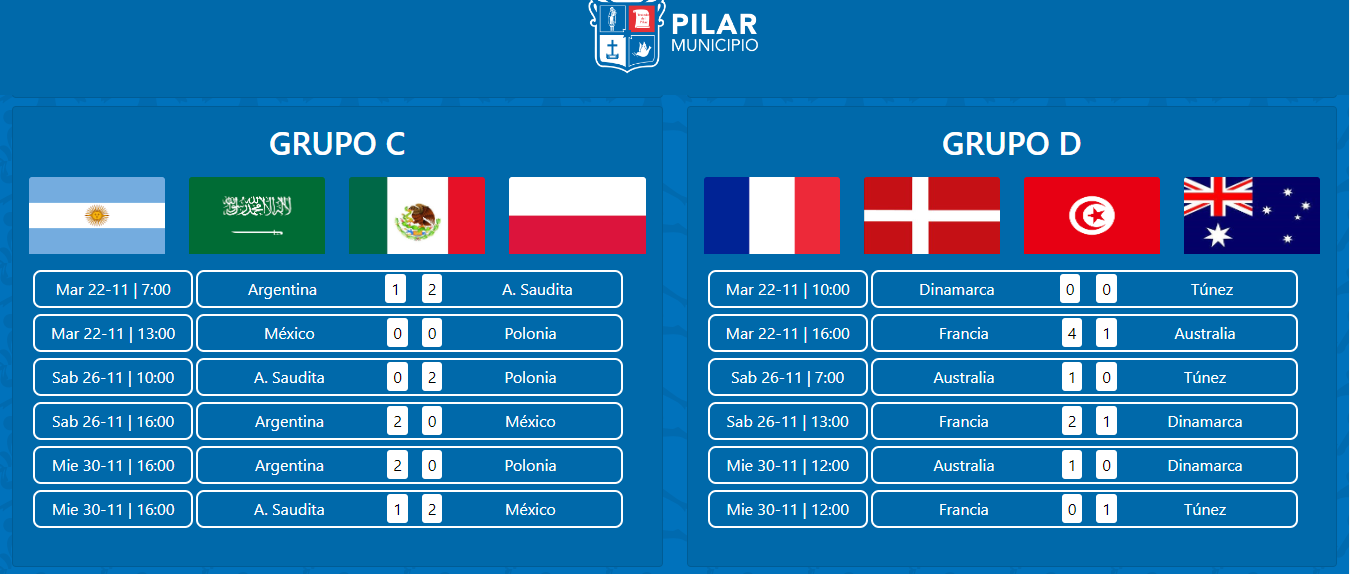 PILAR
MUNICIPIO
GRUPO C
Mar 22-11 | 7:00 Argentina 1 2 A. Saudita
Mar 22-11 | 13:00 México 0 0 Polonia
Sab 26-11 | 10:00 A. Saudita 0 2 Polonia
Sab 26-11 | 16:00 Argentina 2 0 México
Mie 30-11 | 16:00 Argentina 2 0 Polonia
Mie 30-11 | 16:00 A. Saudita 1 2 México
GRUPO D
Mar 22-11 | 10:00 Dinamarca 0 0 Túnez
Mar 22-11 | 16:00 Francia 4 1 Australia
Sab 26-11 | 7:00 Australia 1 0 Túnez
Sab 26-11 | 13:00 Francia 2 1 Dinamarca
Mie 30-11 | 12:00 Australia 1 0 Dinamarca
Mie 30-11 | 12:00 Francia 0 1 Túnez